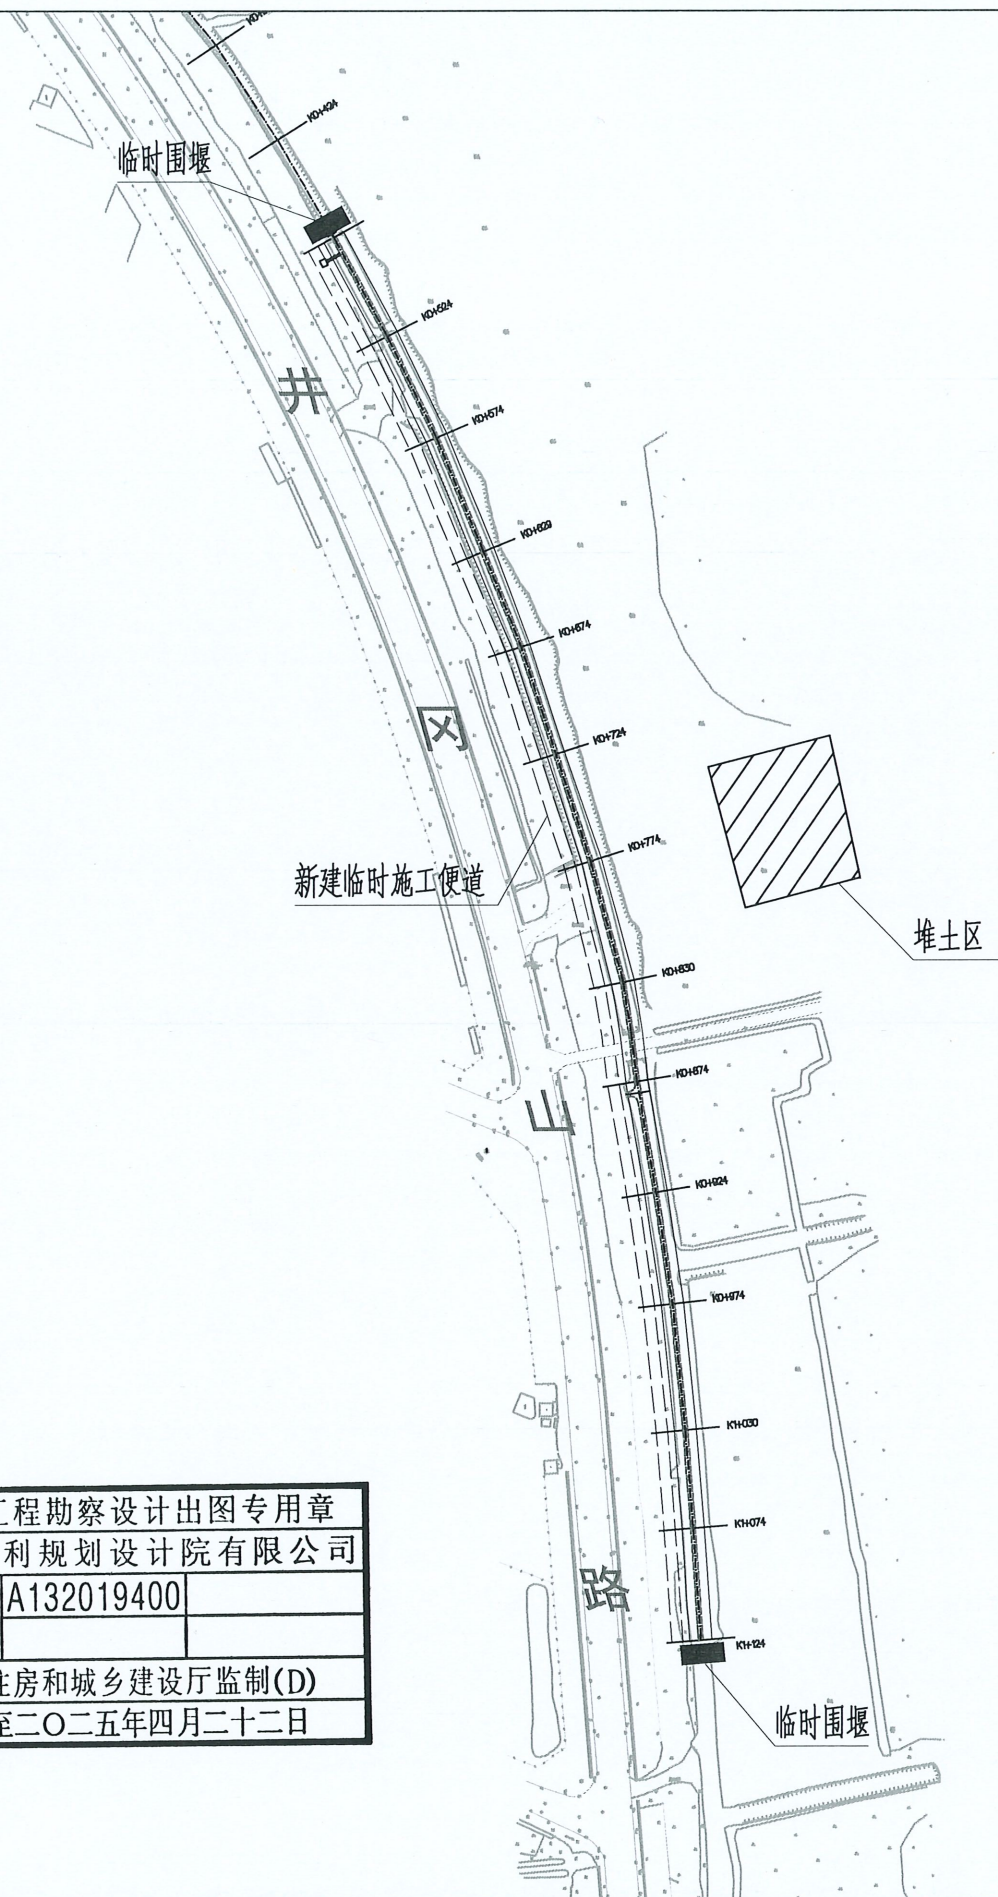 K0+424
临时围堰
K0+524
井
K0+574
K0+629
K0+674
冈
K0+724
K0+774
新建临时施工便道
堆土区
K0+830
K0+874
山
K0+924
K0+974
K1+030
工程勘察设计出图专用章
利规划设计院有限公司
K1+074
A132019400
路
K1+124
住房和城乡建设厅监制(D)
至二〇二五年四月二十二日
临时围堰